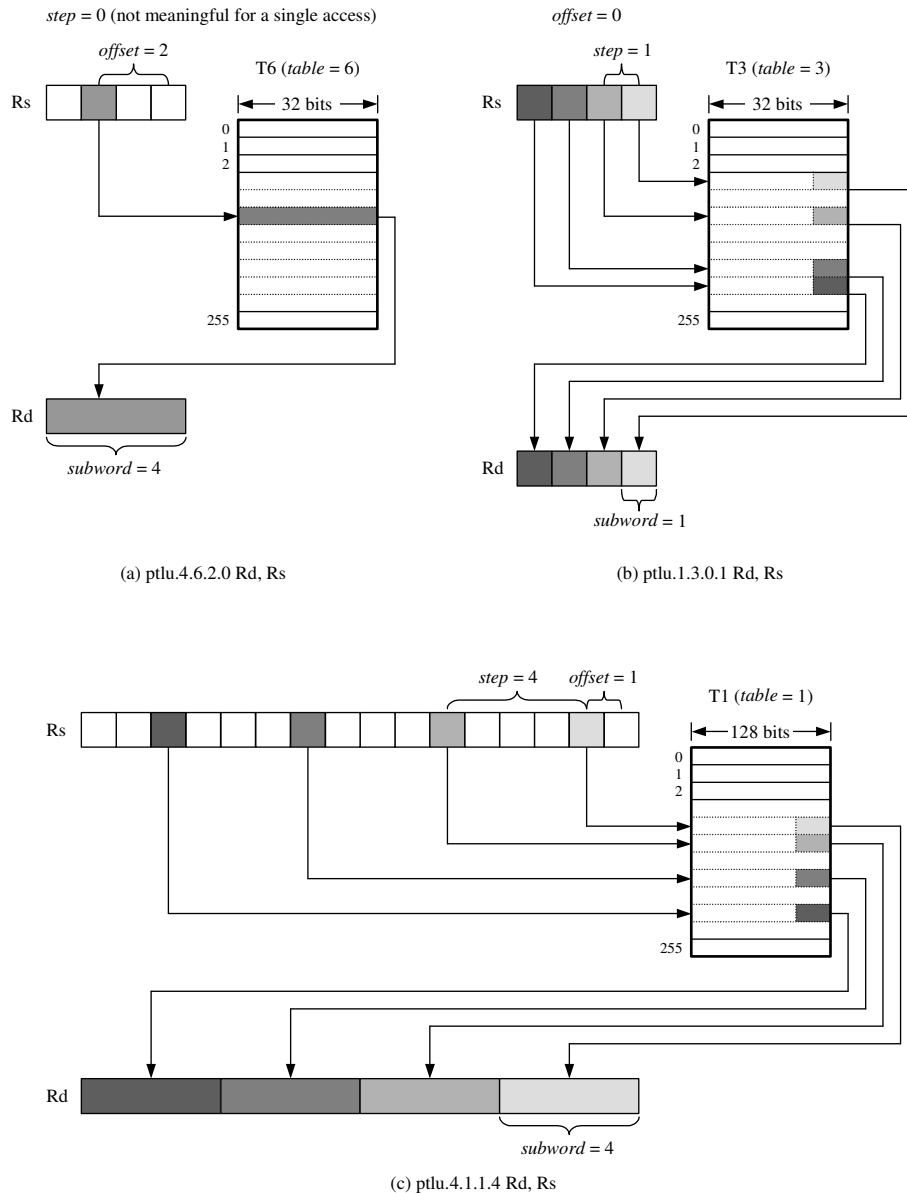 step = 0 (not meaningful for a single access)
offset = 2
T6 (table = 6)
Rs
32 bits
0
1
2
255
Rd
subword = 4
(a) ptlu.4.6.2.0 Rd, Rs
offset = 0
step = 1
T3 (table = 3)
Rs
32 bits
0
1
2
255
Rd
subword = 1
(b) ptlu.1.3.0.1 Rd, Rs
step = 4
offset = 1
T1 (table = 1)
Rs
128 bits
0
1
2
255
Rd
subword = 4
(c) ptlu.4.1.1.4 Rd, Rs